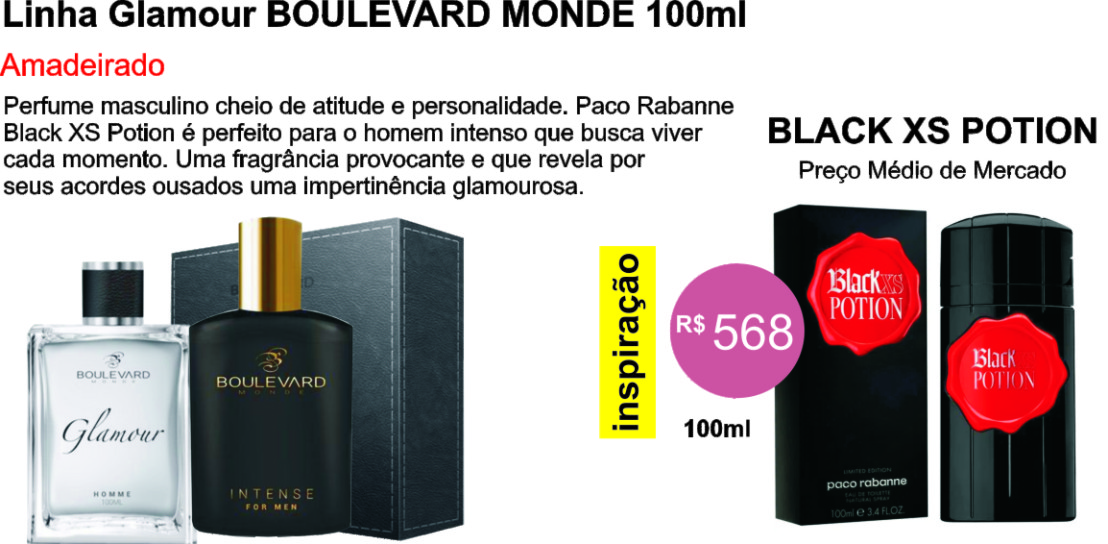 Linha Glamour BOULEVARD MONDE 100ml
Amadeirado
Perfume masculino cheio de atitude e personalidade. Paco Rabanne
Black XS Potion é perfeito para o homem intenso que busca viver
cada momento. Uma fragrância provocante e que revela por
seus acordes ousados uma impertinência glamourosa.
BLACK XS POTION
Preço Médio de Mercado
BOULEVARD
MONDE
Glamour
HOMME
100ML
BOULEVARD
MONDE
INTENSE
FOR MEN
inspiração
R$ 568
100ml
Black XS
POTION
LIMITED EDITION
paco rabanne
EAU DE TOILETTE
NATURAL SPRAY
100ml e 3.4 FL.OZ.
Black
POTION